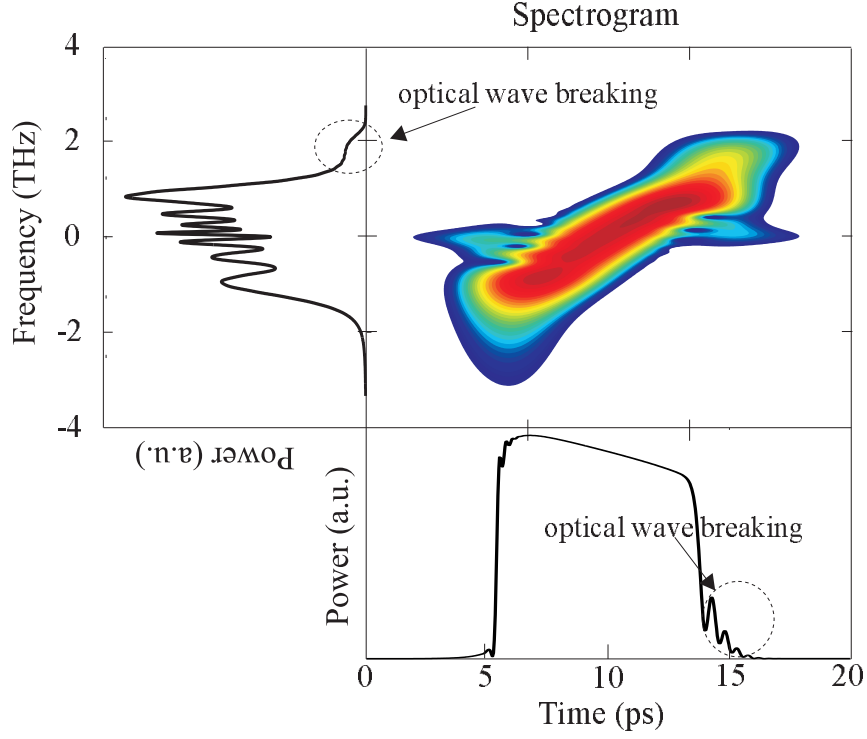 Spectrogram
4
optical wave breaking
2
Frequency (THz)
0
-2
-4
Power (a.u.)
Power (a.u.)
optical wave breaking
0
5
10
15
20
Time (ps)